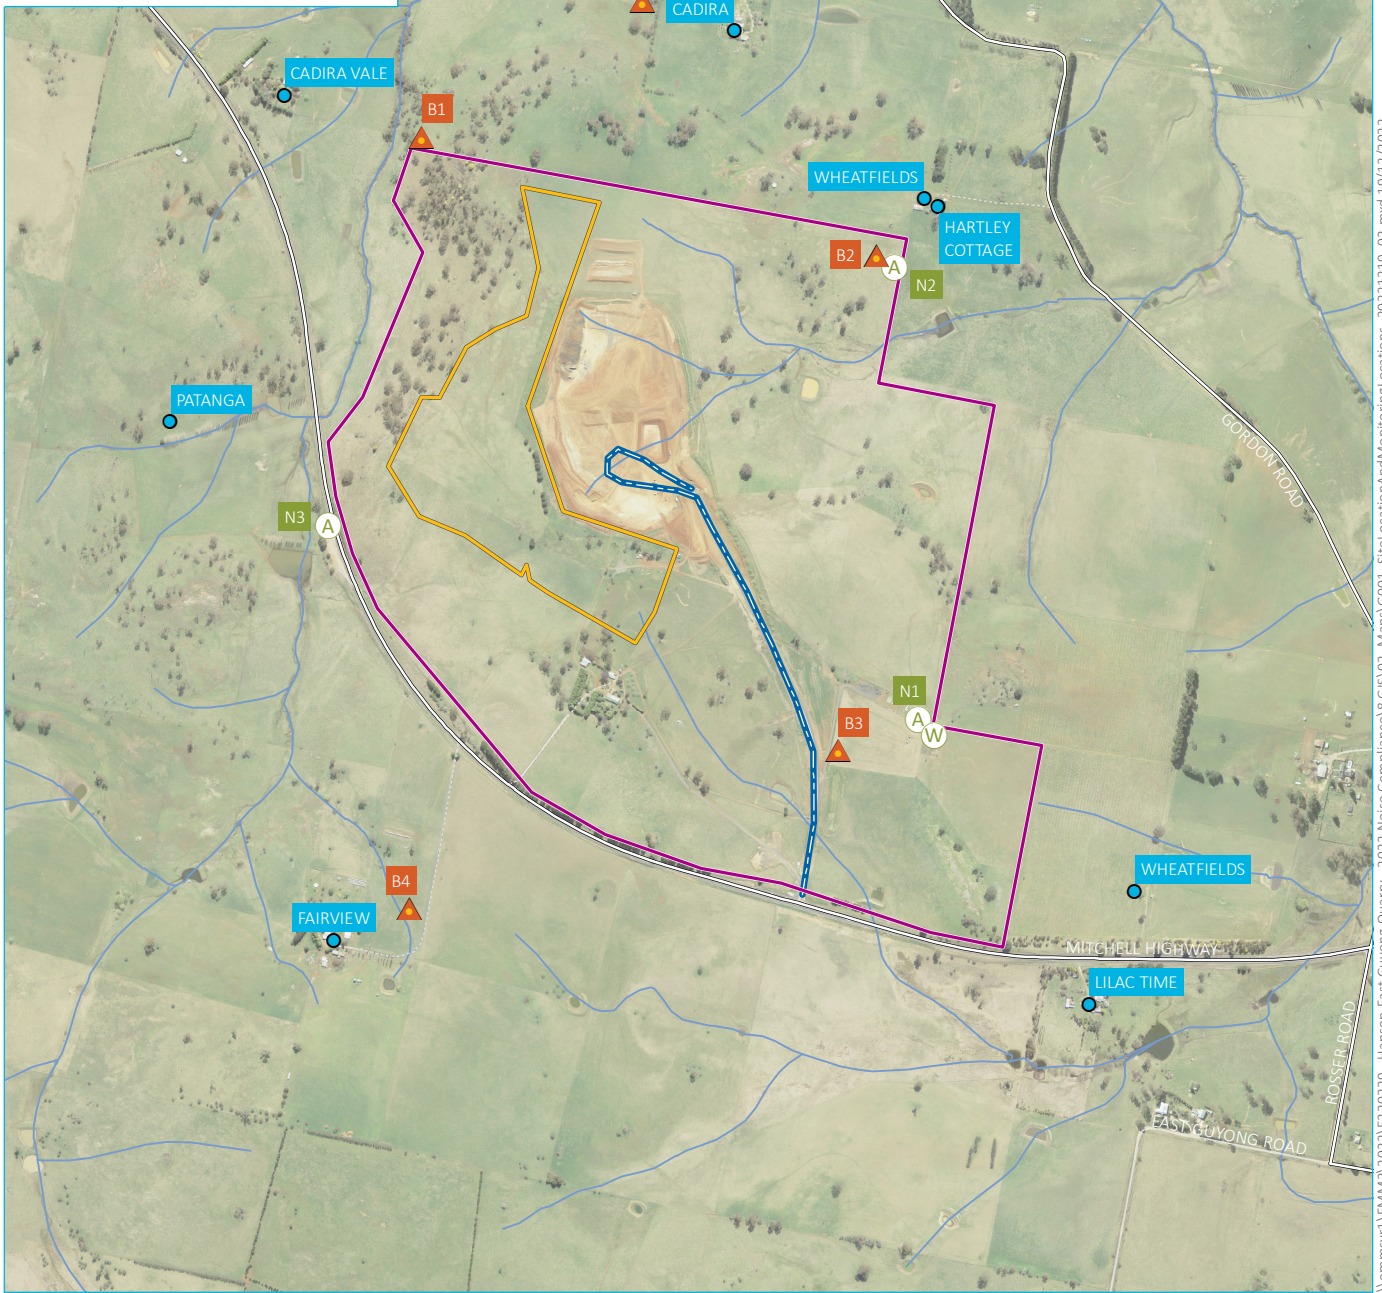 CADIRA
CADIRA VALE
B1
WHEATFIELDS
HARTLEY
COTTAGE
B2
A
N2
PATANGA
GORDON ROAD
N3
A
N1
A
W
B3
B4
FAIRVIEW
WHEATFIELDS
MITCHELL HIGHWAY
LILAC TIME
ROSSER ROAD
EAST GUYONG ROAD